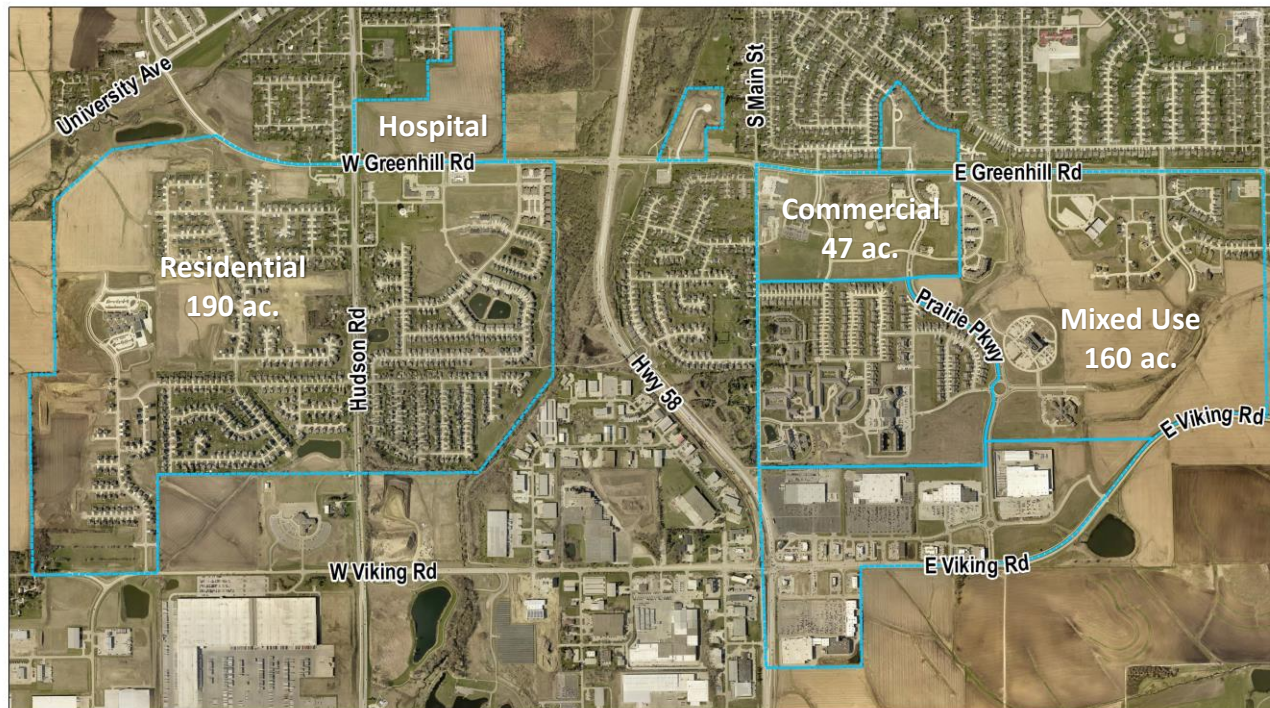 University Ave
S Main St
Hospital
W Greenhill Rd
E Greenhill Rd
Commercial
47 ac.
Residential
190 ac.
Prairie Pkwy
Mixed Use
160 ac.
Hudson Rd
Hwy 58
E Viking Rd
W Viking Rd
E Viking Rd